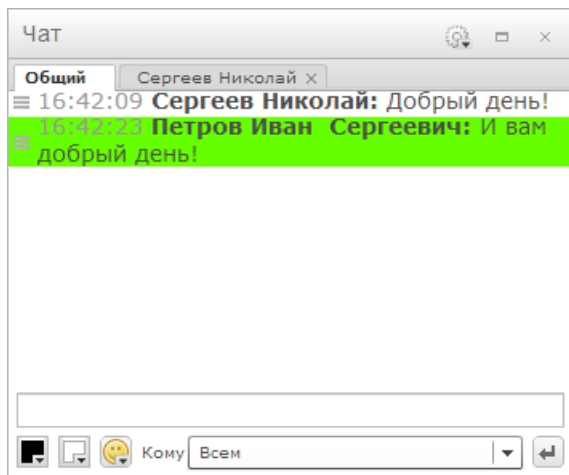 Чат
Общий
Сергеев Николай
16:42:09 Сергеев Николай: Добрый день!
16:42:23 Петров Иван  Сергеевич: И вам
добрый день!
Кому
Всем